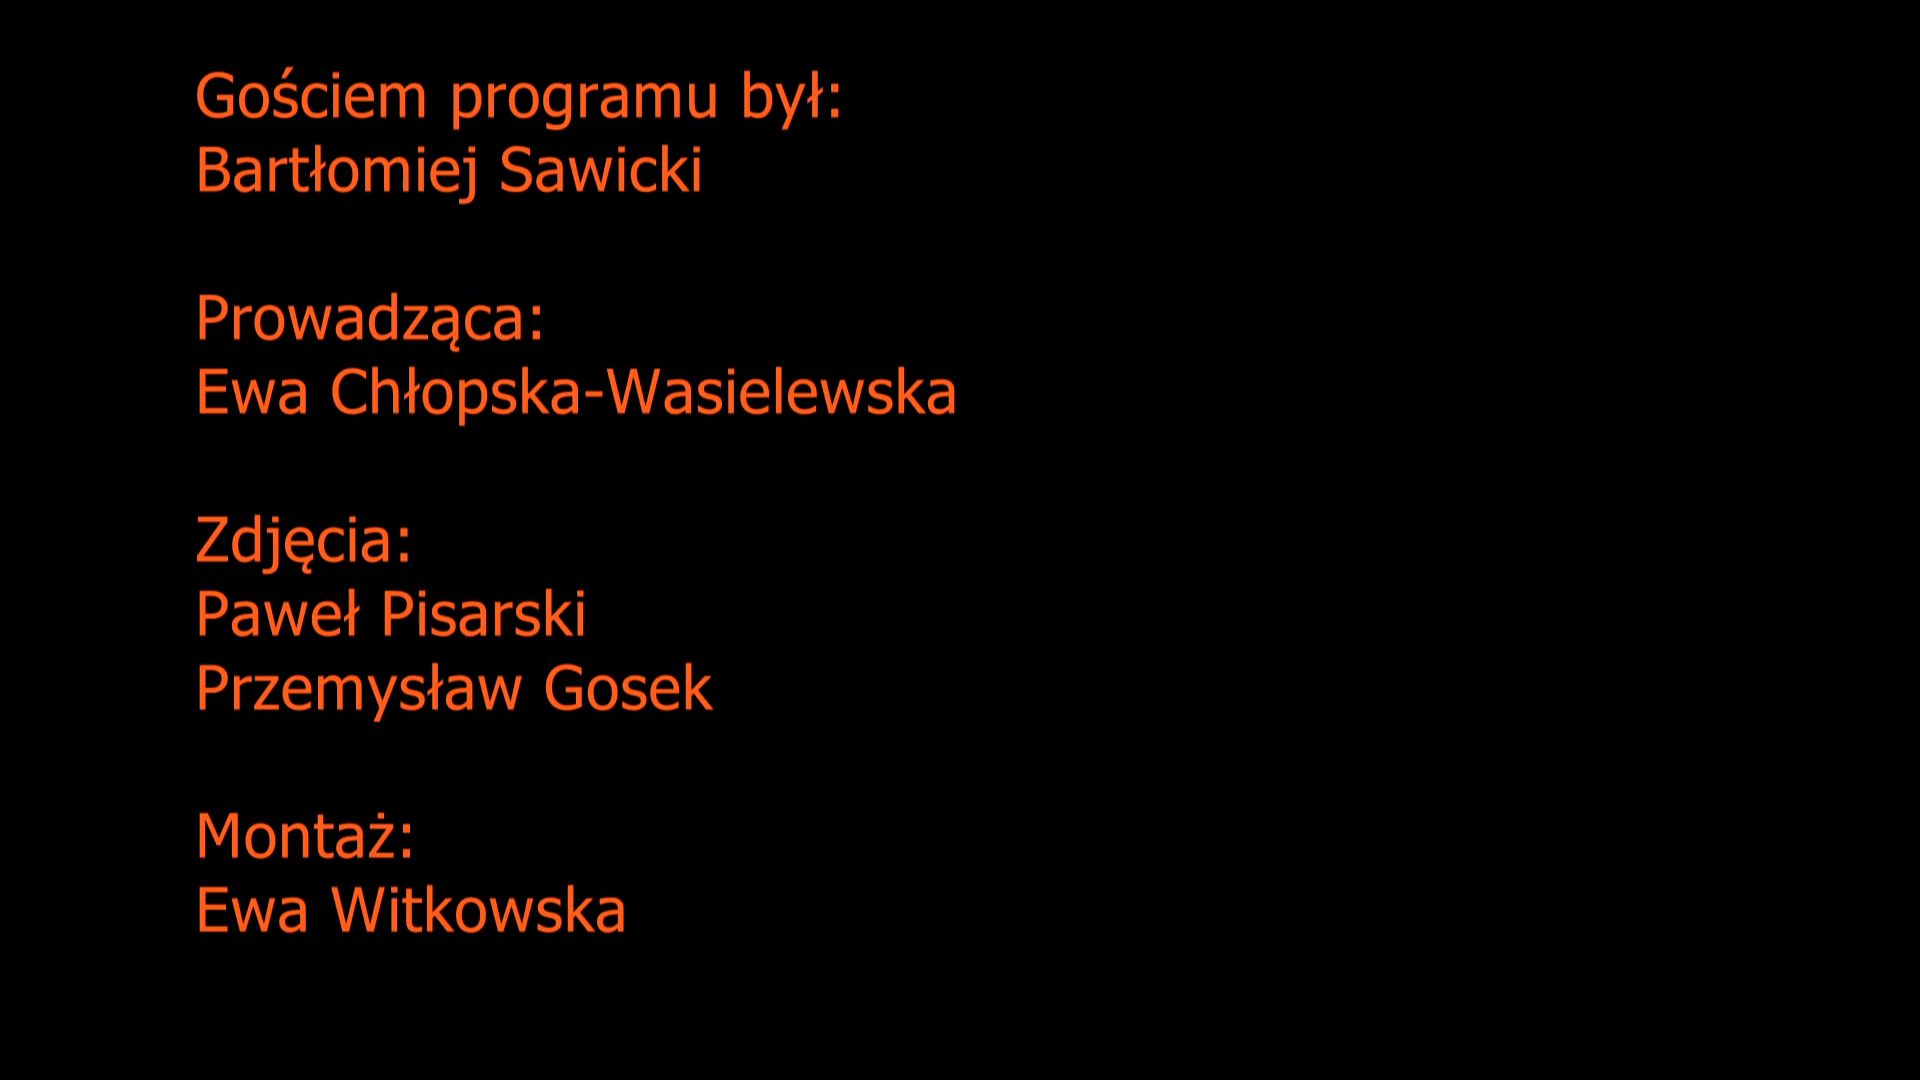 Gościem programu był:
Bartłomiej Sawicki
Prowadząca:
Ewa Chłopska-Wasielewska
Zdjęcia:
Paweł Pisarski
Przemysław Gosek
Montaż:
Ewa Witkowska